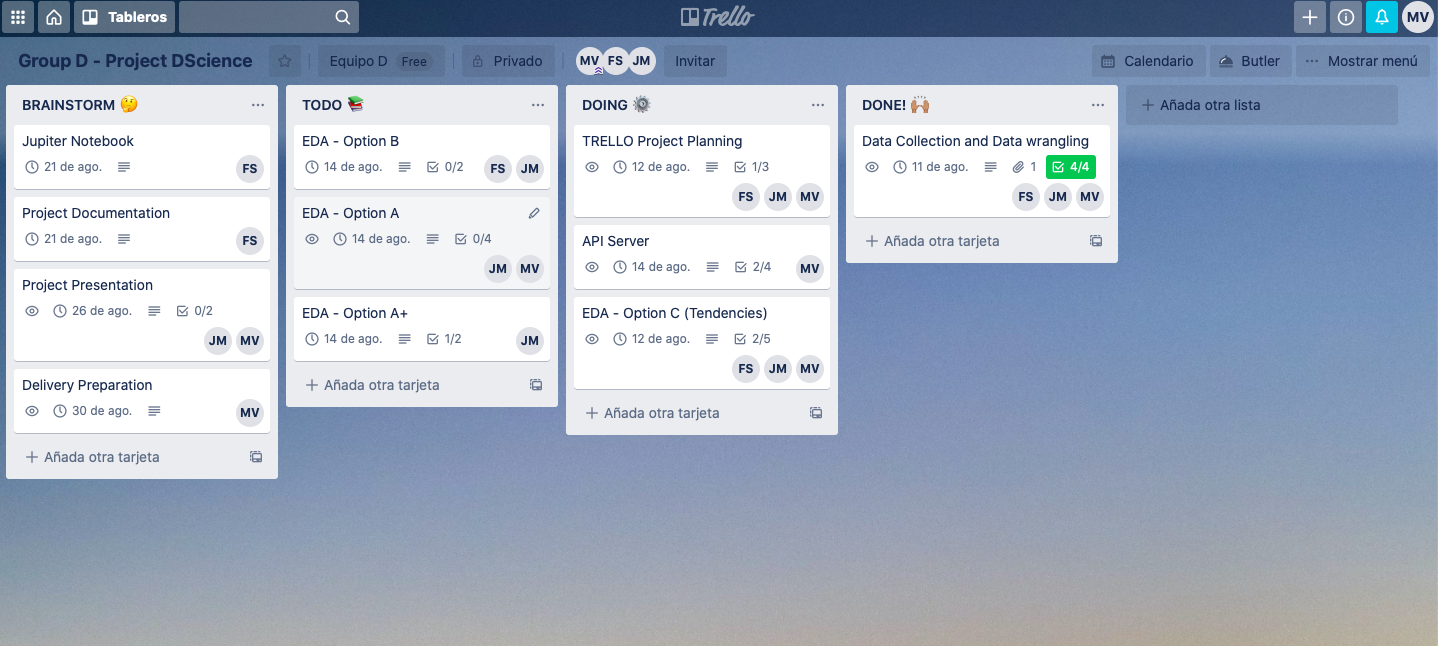 Tableros
Trello
MV
Group D - Project DScience
Equipo D Free
Privado
MV FS JM
Invitar
Calendario
Butler
Mostrar menú
BRAINSTORM 🤔
Jupiter Notebook
21 de ago.
FS
Project Documentation
21 de ago.
FS
Project Presentation
26 de ago. 0/2
JM MV
Delivery Preparation
30 de ago.
MV
Añada otra tarjeta
TODO 📚
EDA - Option B
14 de ago. 0/2
FS JM
EDA - Option A
14 de ago. 0/4
JM MV
EDA - Option A+
14 de ago. 1/2
JM
Añada otra tarjeta
DOING ⚙️
TRELLO Project Planning
12 de ago. 1/3
FS JM MV
API Server
14 de ago. 2/4
MV
EDA - Option C (Tendencies)
12 de ago. 2/5
FS JM MV
Añada otra tarjeta
DONE! 🙌🏽
Data Collection and Data wrangling
11 de ago. 1 4/4
FS JM MV
Añada otra tarjeta
Añada otra lista